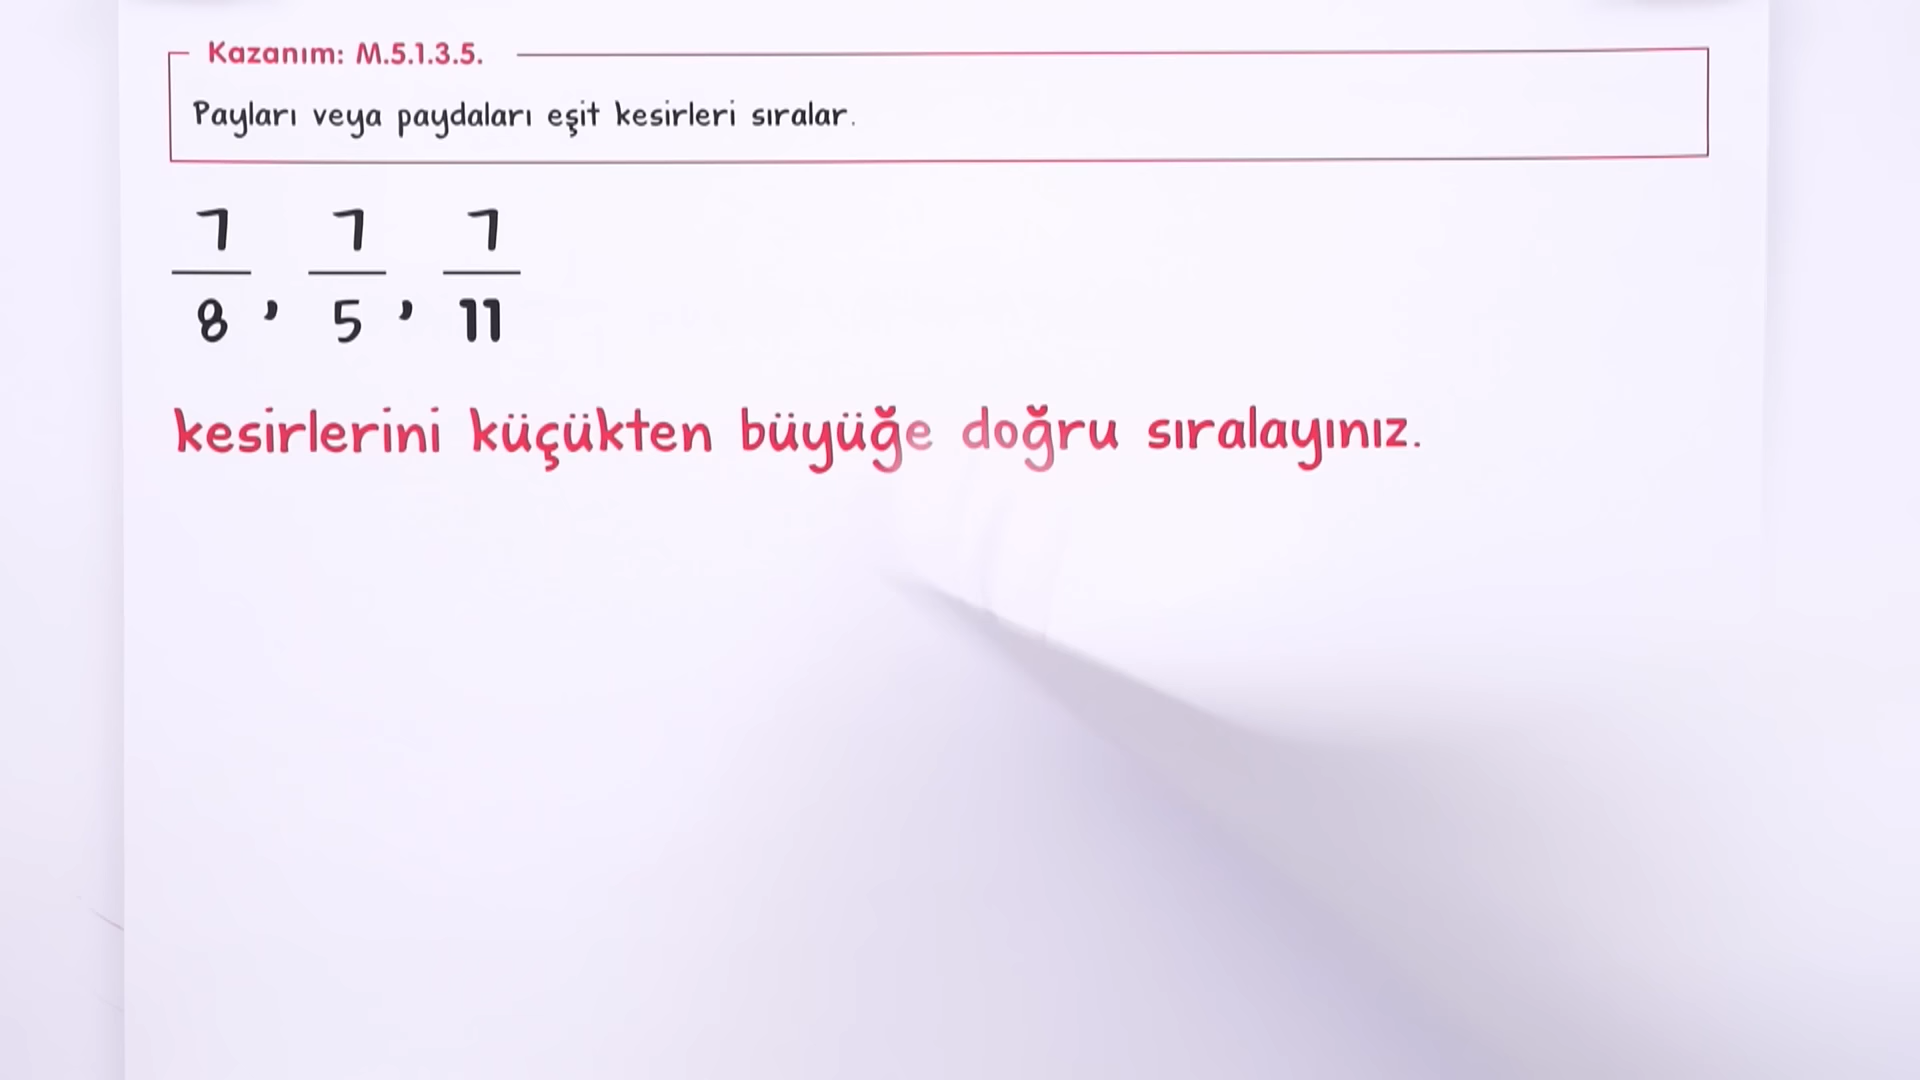 Kazanım: M.5.1.3.5.
Payları veya paydaları eşit kesirleri sıralar.
7 7 7
8 , 5 , 11
kesirlerini küçükten büyüğe doğru sıralayınız.